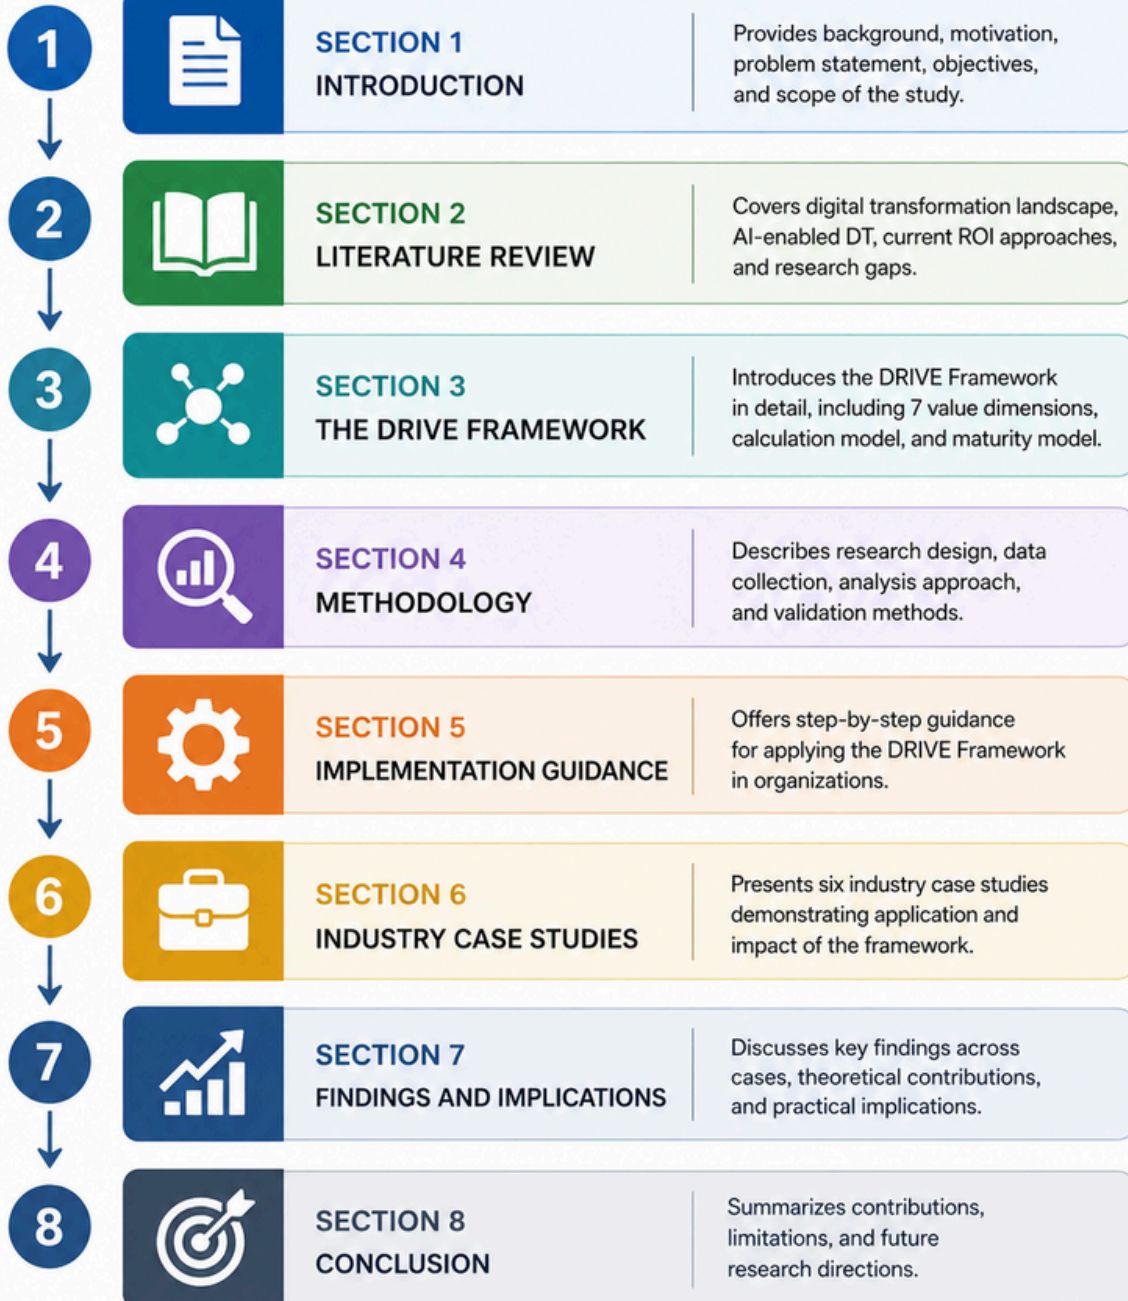 1
SECTION 1
INTRODUCTION
Provides background, motivation,
problem statement, objectives,
and scope of the study.
2
SECTION 2
LITERATURE REVIEW
Covers digital transformation landscape,
AI-enabled DT, current ROI approaches,
and research gaps.
3
SECTION 3
THE DRIVE FRAMEWORK
Introduces the DRIVE Framework
in detail, including 7 value dimensions,
calculation model, and maturity model.
4
SECTION 4
METHODOLOGY
Describes research design, data
collection, analysis approach,
and validation methods.
5
SECTION 5
IMPLEMENTATION GUIDANCE
Offers step-by-step guidance
for applying the DRIVE Framework
in organizations.
6
SECTION 6
INDUSTRY CASE STUDIES
Presents six industry case studies
demonstrating application and
impact of the framework.
7
SECTION 7
FINDINGS AND IMPLICATIONS
Discusses key findings across
cases, theoretical contributions,
and practical implications.
8
SECTION 8
CONCLUSION
Summarizes contributions,
limitations, and future
research directions.